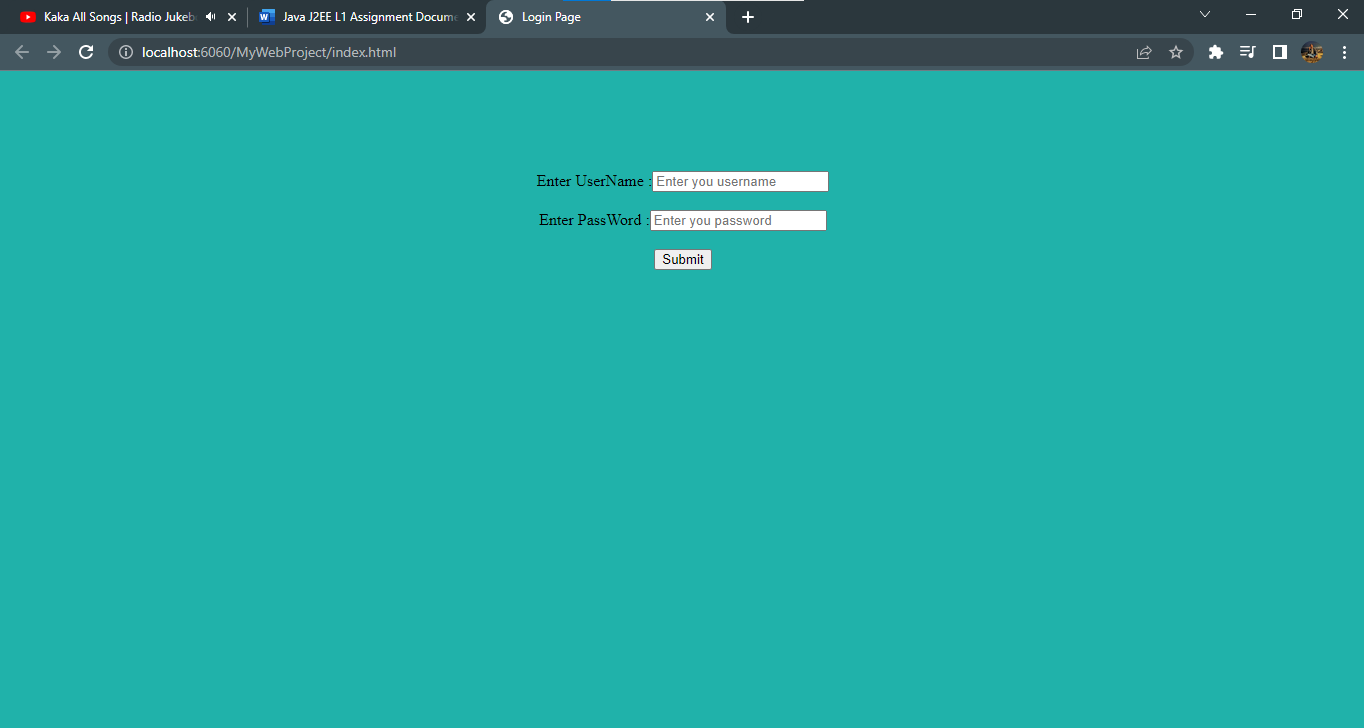 Kaka All Songs | Radio Jukeb
Java J2EE L1 Assignment Docume
Login Page
localhost:6060/MyWebProject/index.html
Enter UserName :Enter you username
Enter PassWord :Enter you password
Submit